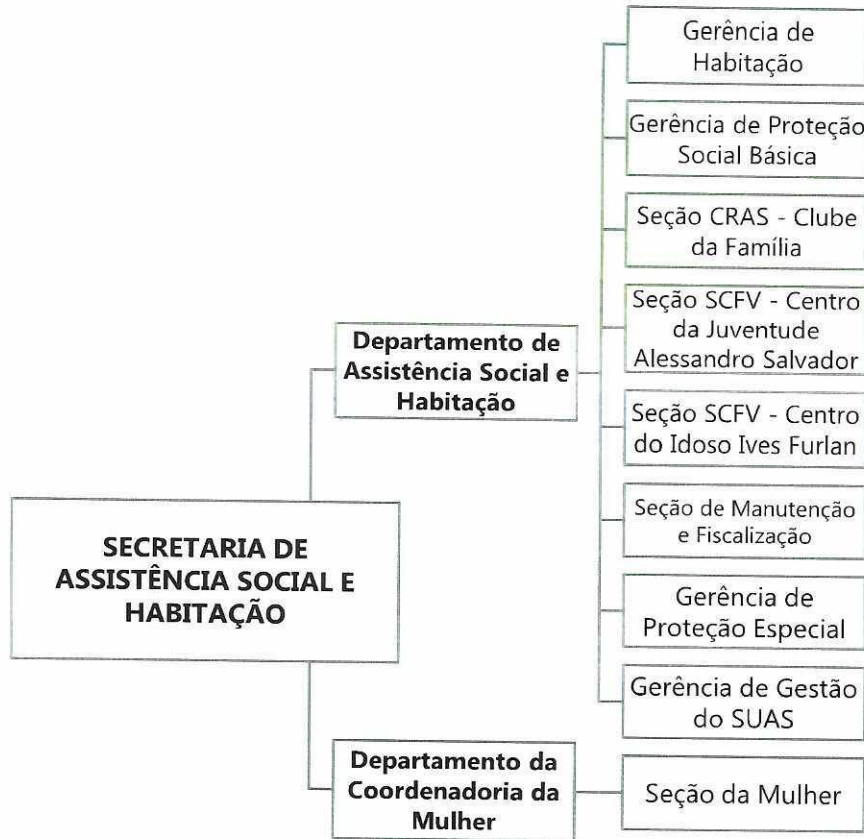 Gerência de
Habitação
Gerência de Proteção
Social Básica
Seção CRAS - Clube
da Família
Seção SCFV - Centro
da Juventude
Alessandro Salvador
Departamento de
Assistência Social e
Habitação
Seção SCFV - Centro
do Idoso Ives Furlan
Seção de Manutenção
e Fiscalização
SECRETARIA DE
ASSISTÊNCIA SOCIAL E
HABITAÇÃO
Gerência de
Proteção Especial
Gerência de Gestão
do SUAS
Departamento da
Coordenadoria da
Mulher
Seção da Mulher